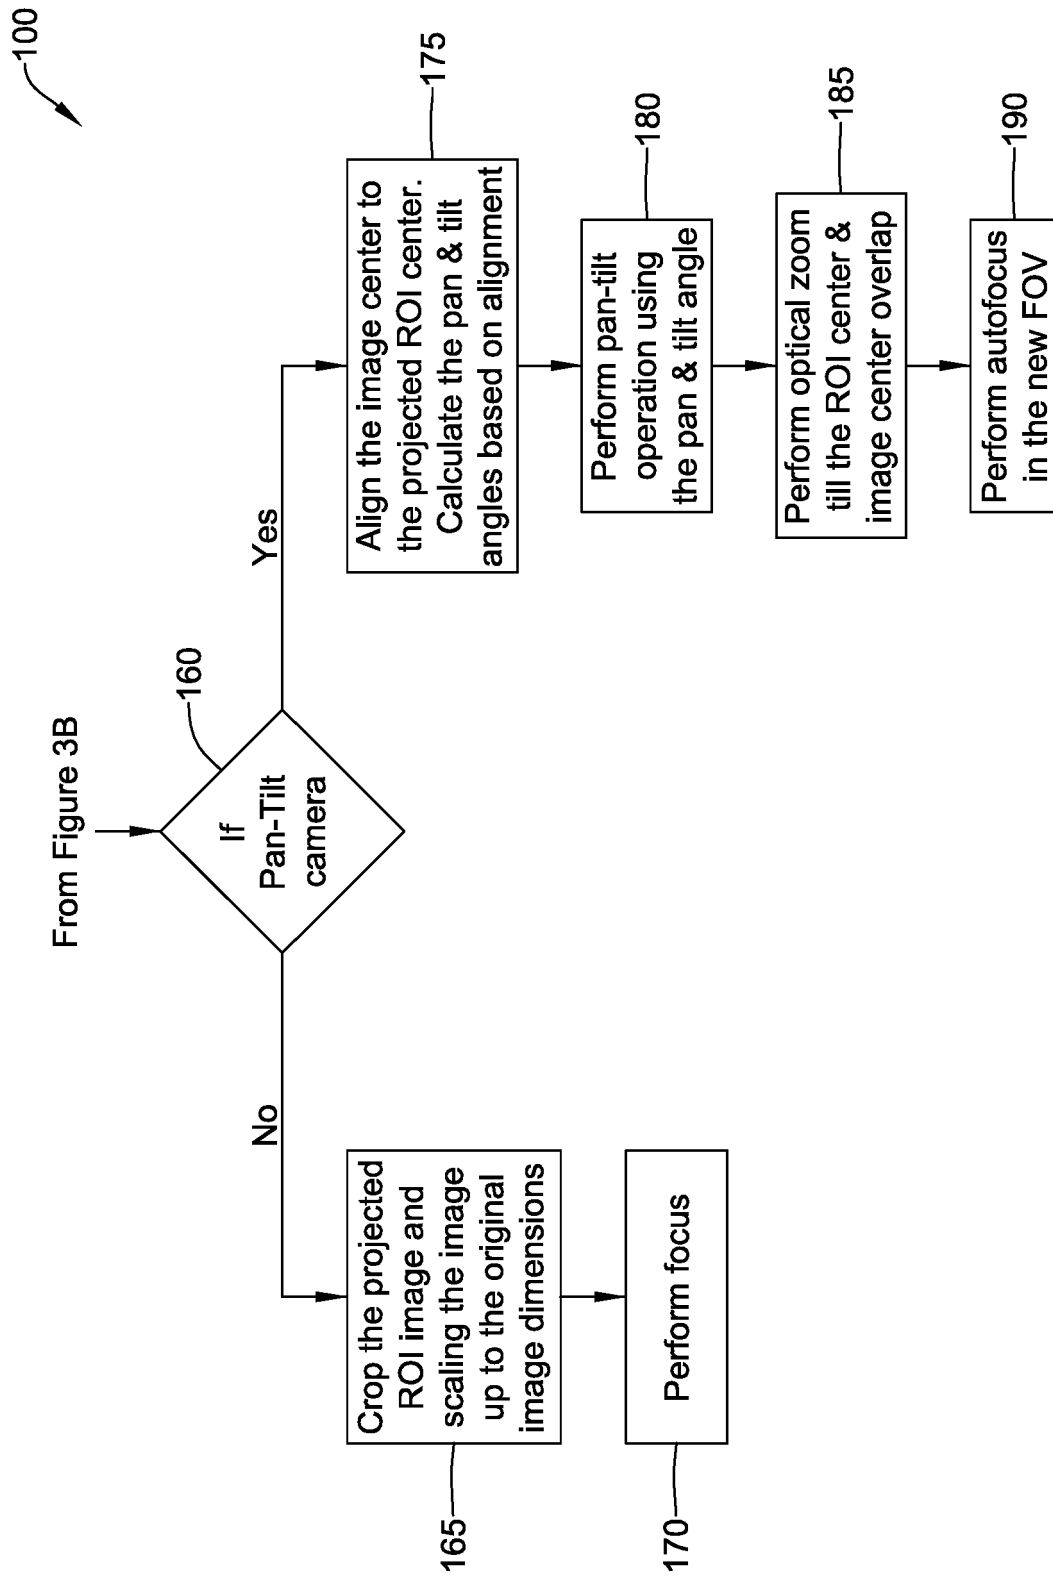 100
From Figure 3B
If
Pan-Tilt
camera
160
No
Yes
Crop the projected
ROI image and
scaling the image
up to the original
image dimensions
165
Perform focus
170
Align the image center to
the projected ROI center.
Calculate the pan & tilt
angles based on alignment
175
Perform pan-tilt
operation using
the pan & tilt angle
180
Perform optical zoom
till the ROI center &
image center overlap
185
Perform autofocus
in the new FOV
190